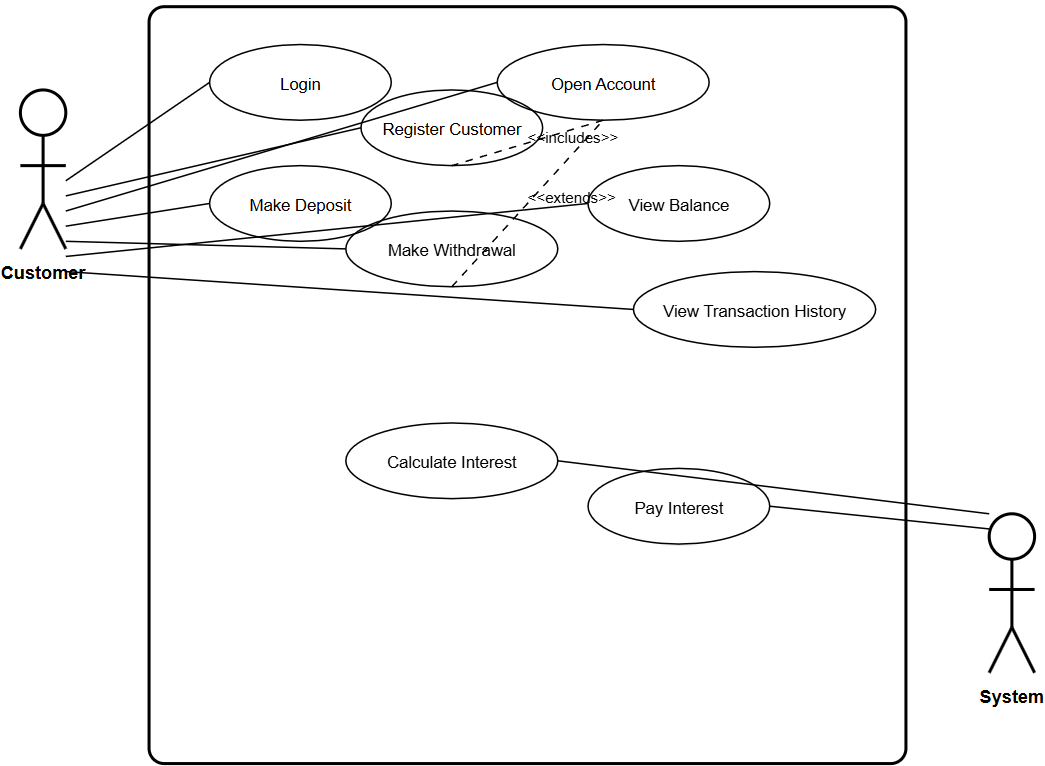 Login
Open Account
Register Customer
<<includes>>
Make Deposit
<<extends>>
View Balance
Make Withdrawal
Customer
View Transaction History
Calculate Interest
Pay Interest
System